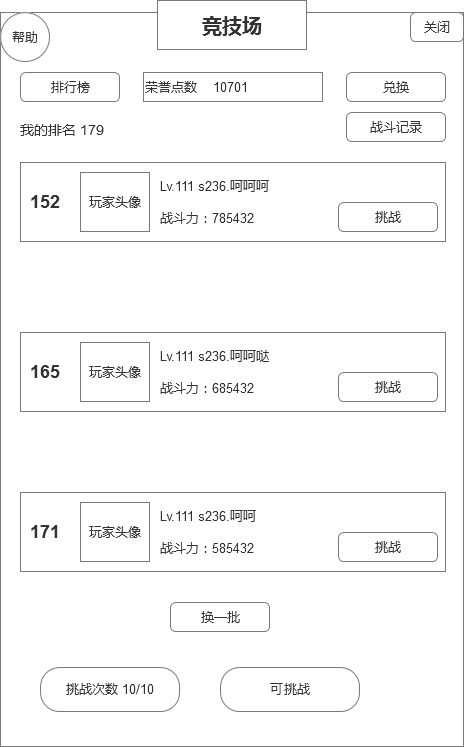 竞技场
帮助
关闭
排行榜
荣誉点数 10701
兑换
我的排名 179
战斗记录
152
玩家头像
Lv.111 s236.呵呵呵
战斗力：785432
挑战
165
玩家头像
Lv.111 s236.呵呵哒
战斗力：685432
挑战
171
玩家头像
Lv.111 s236.呵呵
战斗力：585432
挑战
换一批
挑战次数 10/10
可挑战